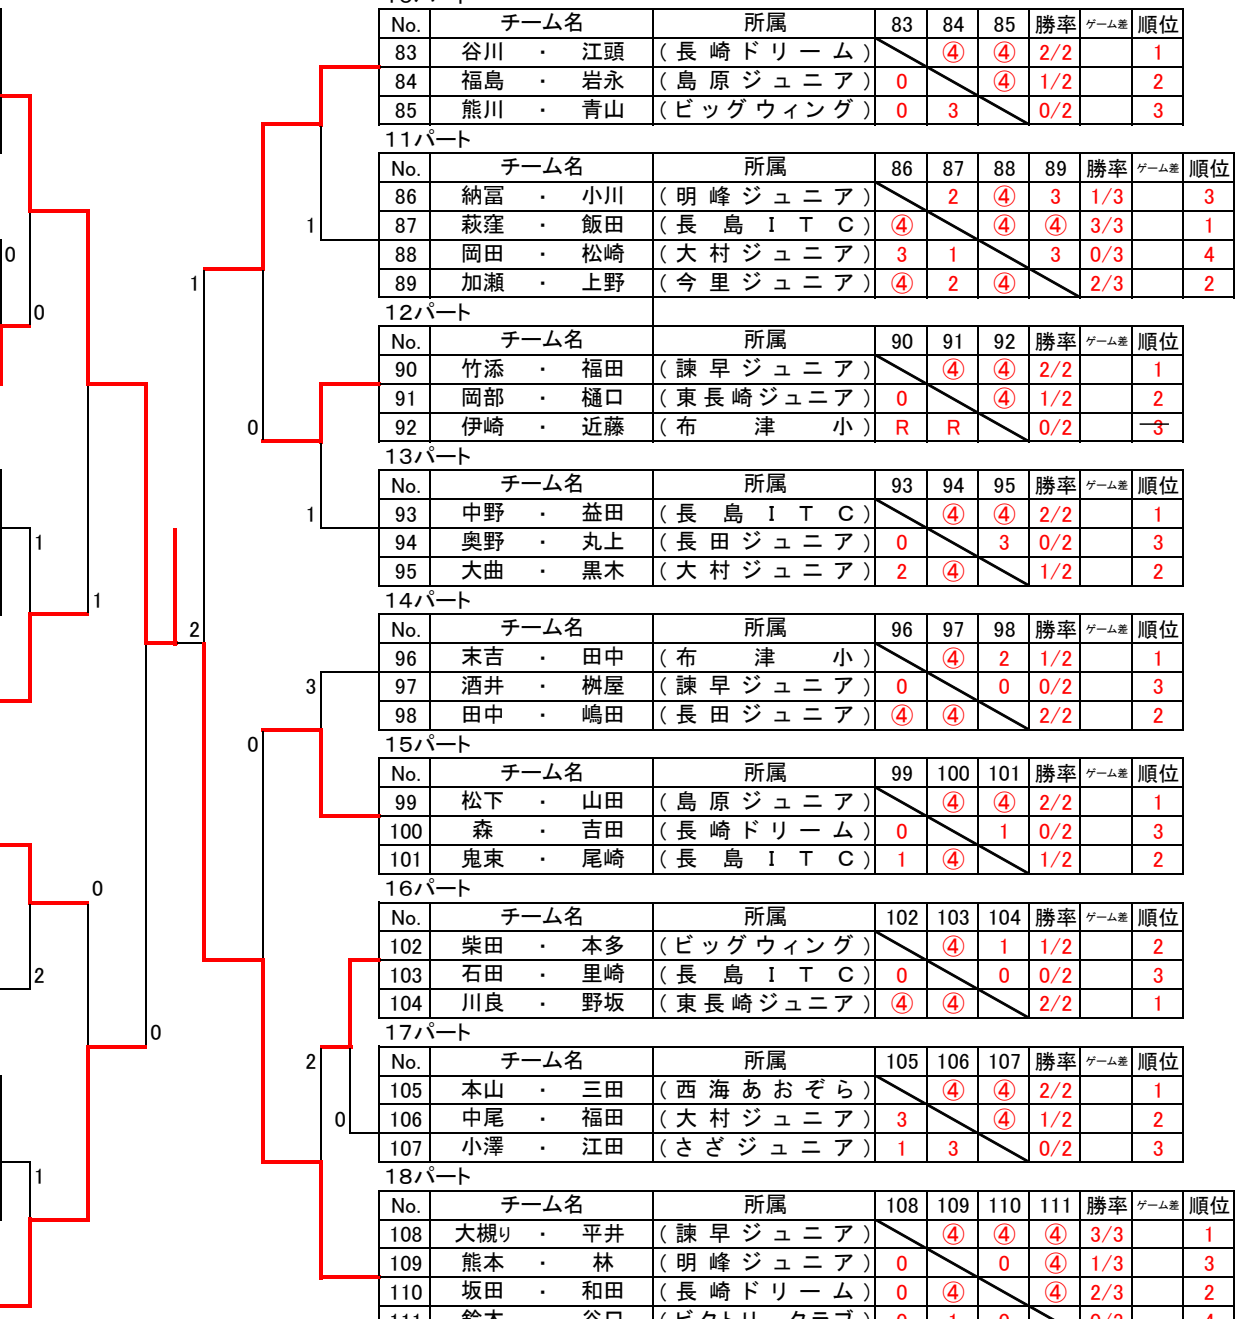 No. チーム名 所属 83 84 85 勝率 ゲーム差 順位
83 谷川 ・ 江頭 (長崎ドリーム) ④ ④ 2/2 1
84 福島 ・ 岩永 (島原ジュニア) 0 ④ 1/2 2
85 熊川 ・ 青山 (ビッグウィング) 0 3 0/2 3
11パート
No. チーム名 所属 86 87 88 89 勝率 ゲーム差 順位
86 納冨 ・ 小川 (明峰ジュニア) 2 ④ 3 1/3 3
1 87 萩窪 ・ 飯田 (長島ITC) ④ ④ ④ 3/3 1
0 88 岡田 ・ 松崎 (大村ジュニア) 3 1 3 0/3 4
1 89 加瀬 ・ 上野 (今里ジュニア) ④ 2 ④ 2/3 2
0 12パート
No. チーム名 所属 90 91 92 勝率 ゲーム差 順位
90 竹添 ・ 福田 (諫早ジュニア) ④ ④ 2/2 1
91 岡部 ・ 樋口 (東長崎ジュニア) 0 ④ 1/2 2
0 92 伊崎 ・ 近藤 (布津小) R R 0/2 3
13パート
No. チーム名 所属 93 94 95 勝率 ゲーム差 順位
1 93 中野 ・ 益田 (長島ITC) ④ ④ 2/2 1
1 94 奥野 ・ 丸上 (長田ジュニア) 0 3 0/2 3
95 大曲 ・ 黒木 (大村ジュニア) 2 ④ 1/2 2
1 14パート
2 No. チーム名 所属 96 97 98 勝率 ゲーム差 順位
96 末吉 ・ 田中 (布津小) ④ 2 1/2 1
3 97 酒井 ・ 桝屋 (諫早ジュニア) 0 0 0/2 3
98 田中 ・ 嶋田 (長田ジュニア) ④ ④ 2/2 2
0 15パート
No. チーム名 所属 99 100 101 勝率 ゲーム差 順位
99 松下 ・ 山田 (島原ジュニア) ④ ④ 2/2 1
100 森 ・ 吉田 (長崎ドリーム) 0 1 0/2 3
101 鬼束 ・ 尾崎 (長島ITC) 1 ④ 1/2 2
0 16パート
No. チーム名 所属 102 103 104 勝率 ゲーム差 順位
102 柴田 ・ 本多 (ビッグウィング) ④ 1 1/2 2
2 103 石田 ・ 里崎 (長島ITC) 0 0 0/2 3
104 川良 ・ 野坂 (東長崎ジュニア) ④ ④ 2/2 1
0 17パート
2 No. チーム名 所属 105 106 107 勝率 ゲーム差 順位
105 本山 ・ 三田 (西海あおぞら) ④ ④ 2/2 1
0 106 中尾 ・ 福田 (大村ジュニア) 3 ④ 1/2 2
107 小澤 ・ 江田 (さざジュニア) 1 3 0/2 3
1 18パート
No. チーム名 所属 108 109 110 111 勝率 ゲーム差 順位
108 大槻り ・ 平井 (諫早ジュニア) ④ ④ ④ 3/3 1
109 熊本 ・ 林 (明峰ジュニア) 0 0 ④ 1/3 3
110 坂田 ・ 和田 (長崎ドリーム) 0 ④ ④ 2/3 2